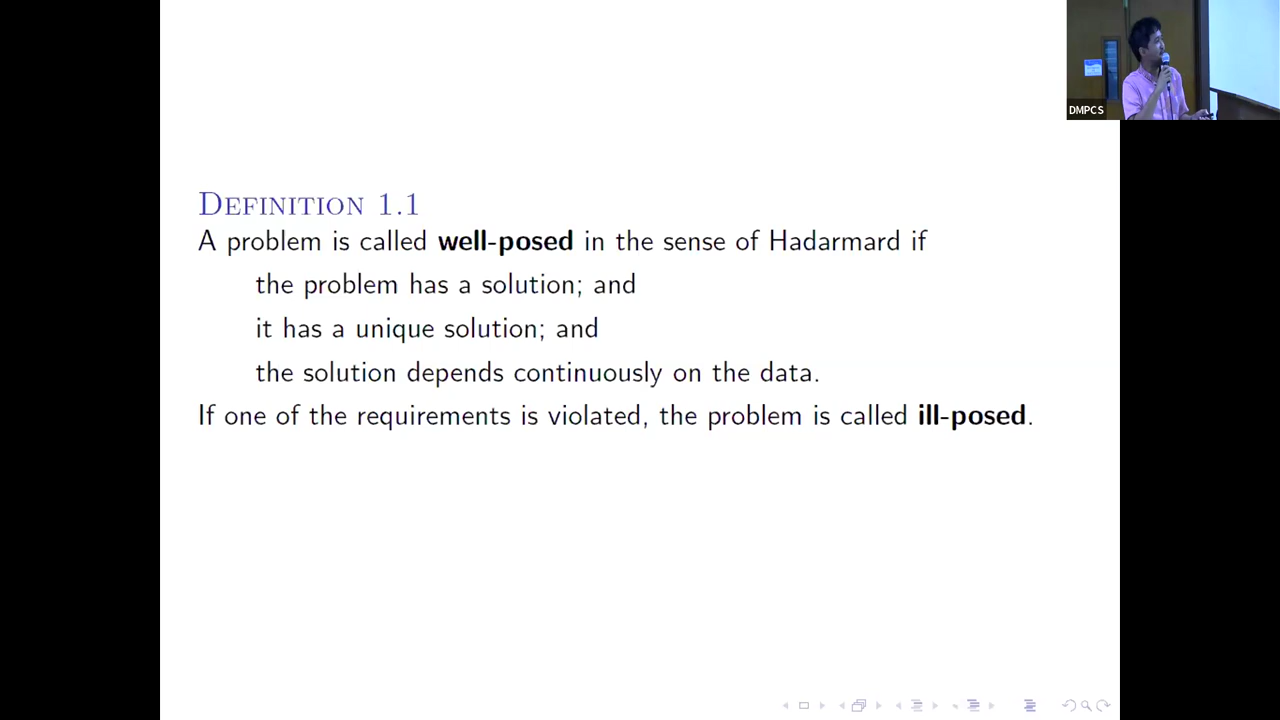 DMPCS
DEFINITION 1.1
A problem is called well-posed in the sense of Hadarmard if
the problem has a solution; and
it has a unique solution; and
the solution depends continuously on the data.
If one of the requirements is violated, the problem is called ill-posed.